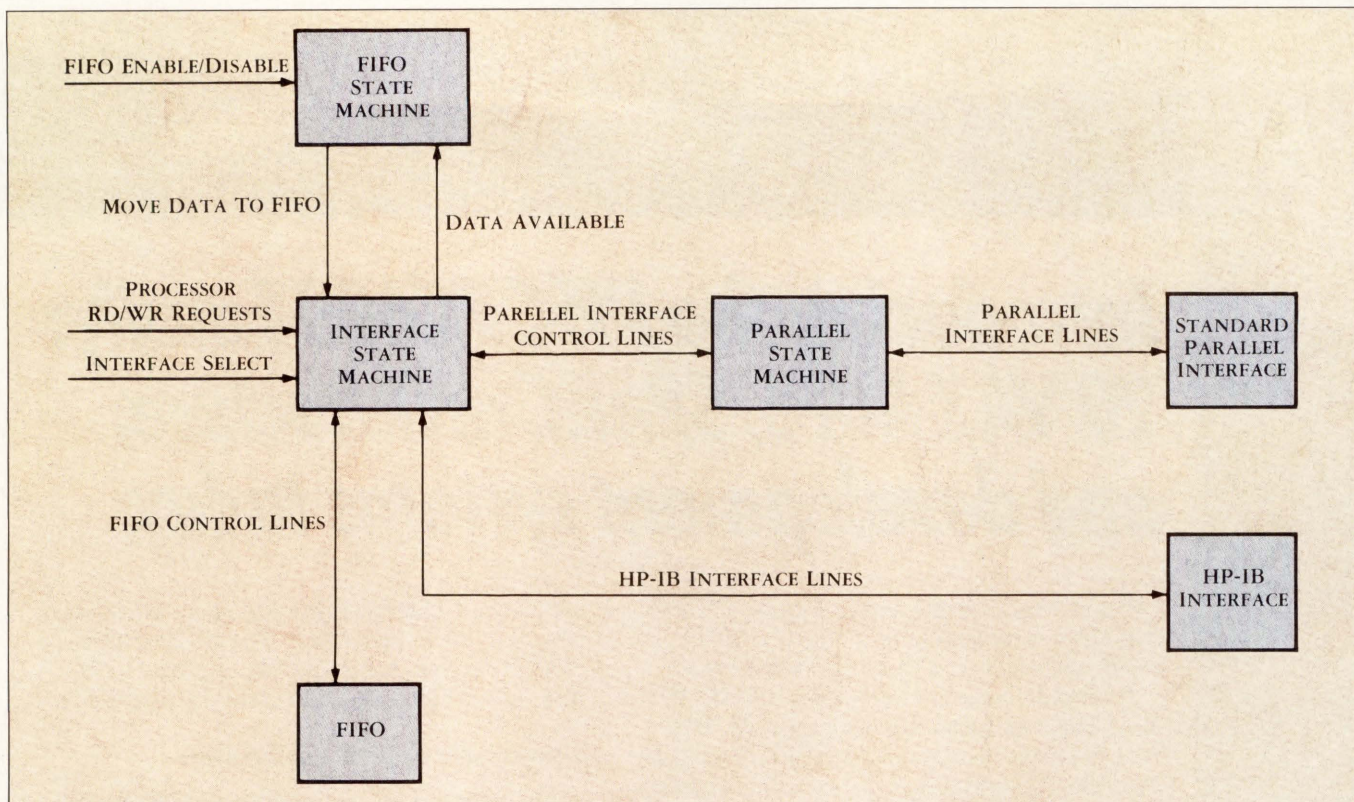 FIFO ENABLE/DISABLE
FIFO
STATE
MACHINE
MOVE DATA TO FIFO
DATA AVAILABLE
PROCESSOR
RD/WR REQUESTS
INTERFACE SELECT
INTERFACE
STATE
MACHINE
PARELLEL INTERFACE
CONTROL LINES
PARALLEL
STATE
MACHINE
PARALLEL
INTERFACE LINES
STANDARD
PARALLEL
INTERFACE
FIFO CONTROL LINES
HP-IB INTERFACE LINES
HP-IB
INTERFACE
FIFO